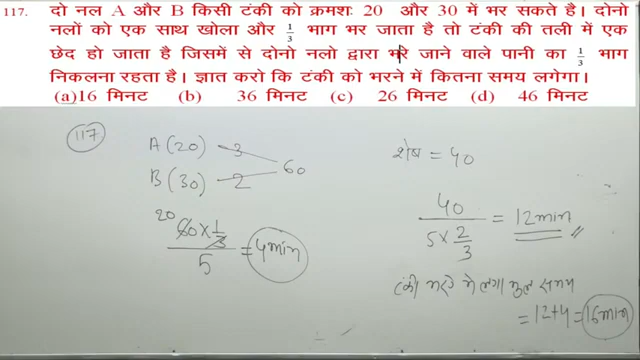 117. दो नल A और B किसी टंकी को क्रमशः 20 और 30 में भर सकते है। दोनो
नलों को एक साथ खोला और 1/3 भाग भर जाता है तो टंकी की तली में एक
छेद हो जाता है जिसमें से दोनो नलो द्वारा भरे जाने वाले पानी का 1/3 भाग
निकलना रहता है। ज्ञात करो कि टंकी को भरने में कितना समय लगेगा।
(a)16 मिनट (b) 36 मिनट (c) 26 मिनट (d) 46 मिनट
117
A (20) 3
60
B (30) 2
20
60 × 1/3
5
= 4 मिन
शेष = 40
40
5 × 2/3
= 12 मिन
टंकी भरने मे लगा कुल समय
= 12+4 = 16 मिन